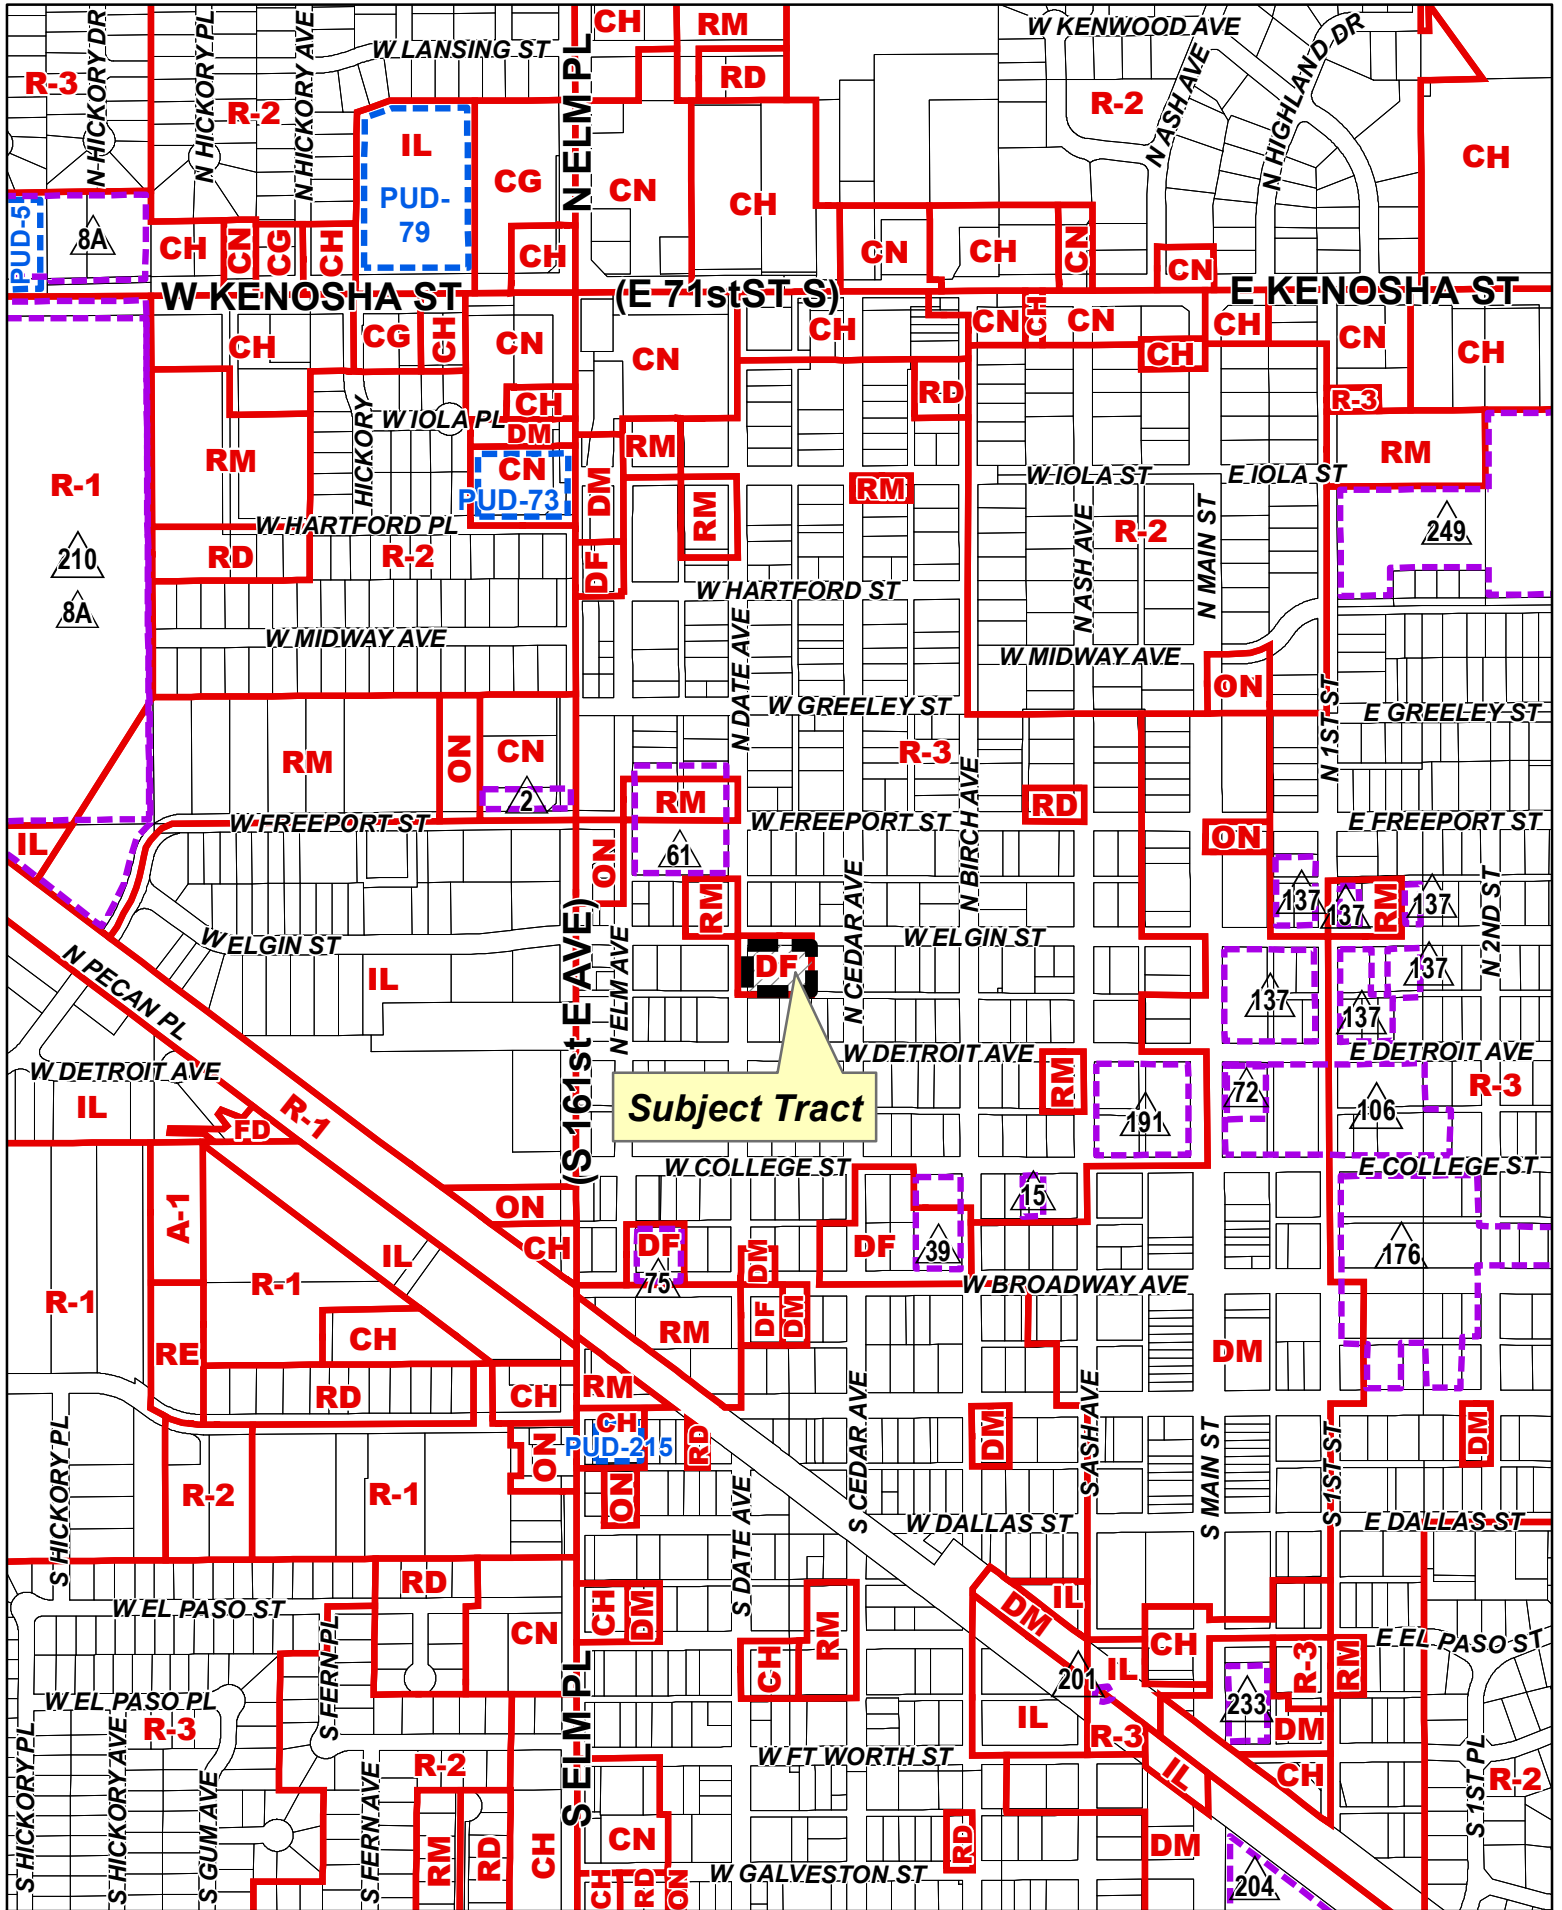 CH
RM
W KENWOOD AVE
N HICKORY DR
N HICKORY PL
N HICKORY AVE
W LANSING ST
N ELM PL
N HIGHLAND DR
R-3
RD
R-2
R-2
N ASH AVE
IL
CH
CG
CN
CH
PUD-
79
PUD-5
8A
CH
CN
CG
CH
CH
CN
CH
CN
CN
W KENOSHA ST
(E 71stST S)
E KENOSHA ST
CH
CG
CH
CN
CN
CH
CN
CH
CN
CH
CN
CH
CH
RD
R-3
CH
W IOLA PL
DM
HICKORY
RM
RM
RM
CN
PUD-73
DM
RM
RM
W IOLA ST
E IOLA ST
R-1
W HARTFORD PL
R-2
N ASH AVE
N MAIN ST
249
210
RD
R-2
DF
W HARTFORD ST
8A
W MIDWAY AVE
N DATE AVE
W MIDWAY AVE
ON
W GREELEY ST
E GREELEY ST
N 1ST ST
RM
ON
CN
R-3
2
RM
N BIRCH AVE
RD
W FREEPORT ST
W FREEPORT ST
E FREEPORT ST
IL
ON
61
ON
RM
137
137
RM
137
N 2ND ST
W ELGIN ST
N ELM AVE
N CEDAR AVE
W ELGIN ST
N PECAN PL
IL
(S 161st E AVE)
DF
137
137
137
W DETROIT AVE
W DETROIT AVE
E DETROIT AVE
IL
R-1
FD
Subject Tract
RM
191
72
106
R-3
W COLLEGE ST
E COLLEGE ST
A-1
ON
15
IL
CH
DF
75
DM
DF
39
176
R-1
R-1
W BROADWAY AVE
RE
CH
RM
DF
DM
DM
RD
CH
RM
CH
PUD-215
RD
S HICKORY PL
ON
DM
S ASH AVE
DM
R-2
R-1
ON
S DATE AVE
S CEDAR AVE
S MAIN ST
S 1ST ST
W DALLAS ST
E DALLAS ST
RD
W EL PASO ST
CH
DM
RM
DM
IL
CN
S FERN PL
CH
CH
R-3
RM
E EL PASO ST
201
IL
W EL PASO PL
R-3
S ELM PL
IL
R-3
233
DM
S HICKORY PL
S HICKORY AVE
S GUM AVE
S FERN AVE
R-2
W FT WORTH ST
IL
CH
S 1ST PL
R-2
RM
RD
CH
CN
RD
DM
W GALVESTON ST
CH
RD
ON
204